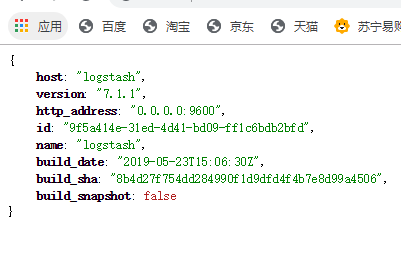 应用 百度 淘宝 京东 天猫 苏宁易购
{
host: "logstash",
version: "7.1.1",
http_address: "0.0.0.0:9600",
id: "9f5a414e-31ed-4d41-bd09-ff1c6bdb2bfd",
name: "logstash",
build_date: "2019-05-23T15:06:30Z",
build_sha: "8b4d27f754dd284990f1d9dfd4f4b7e8d99a4506",
build_snapshot: false
}